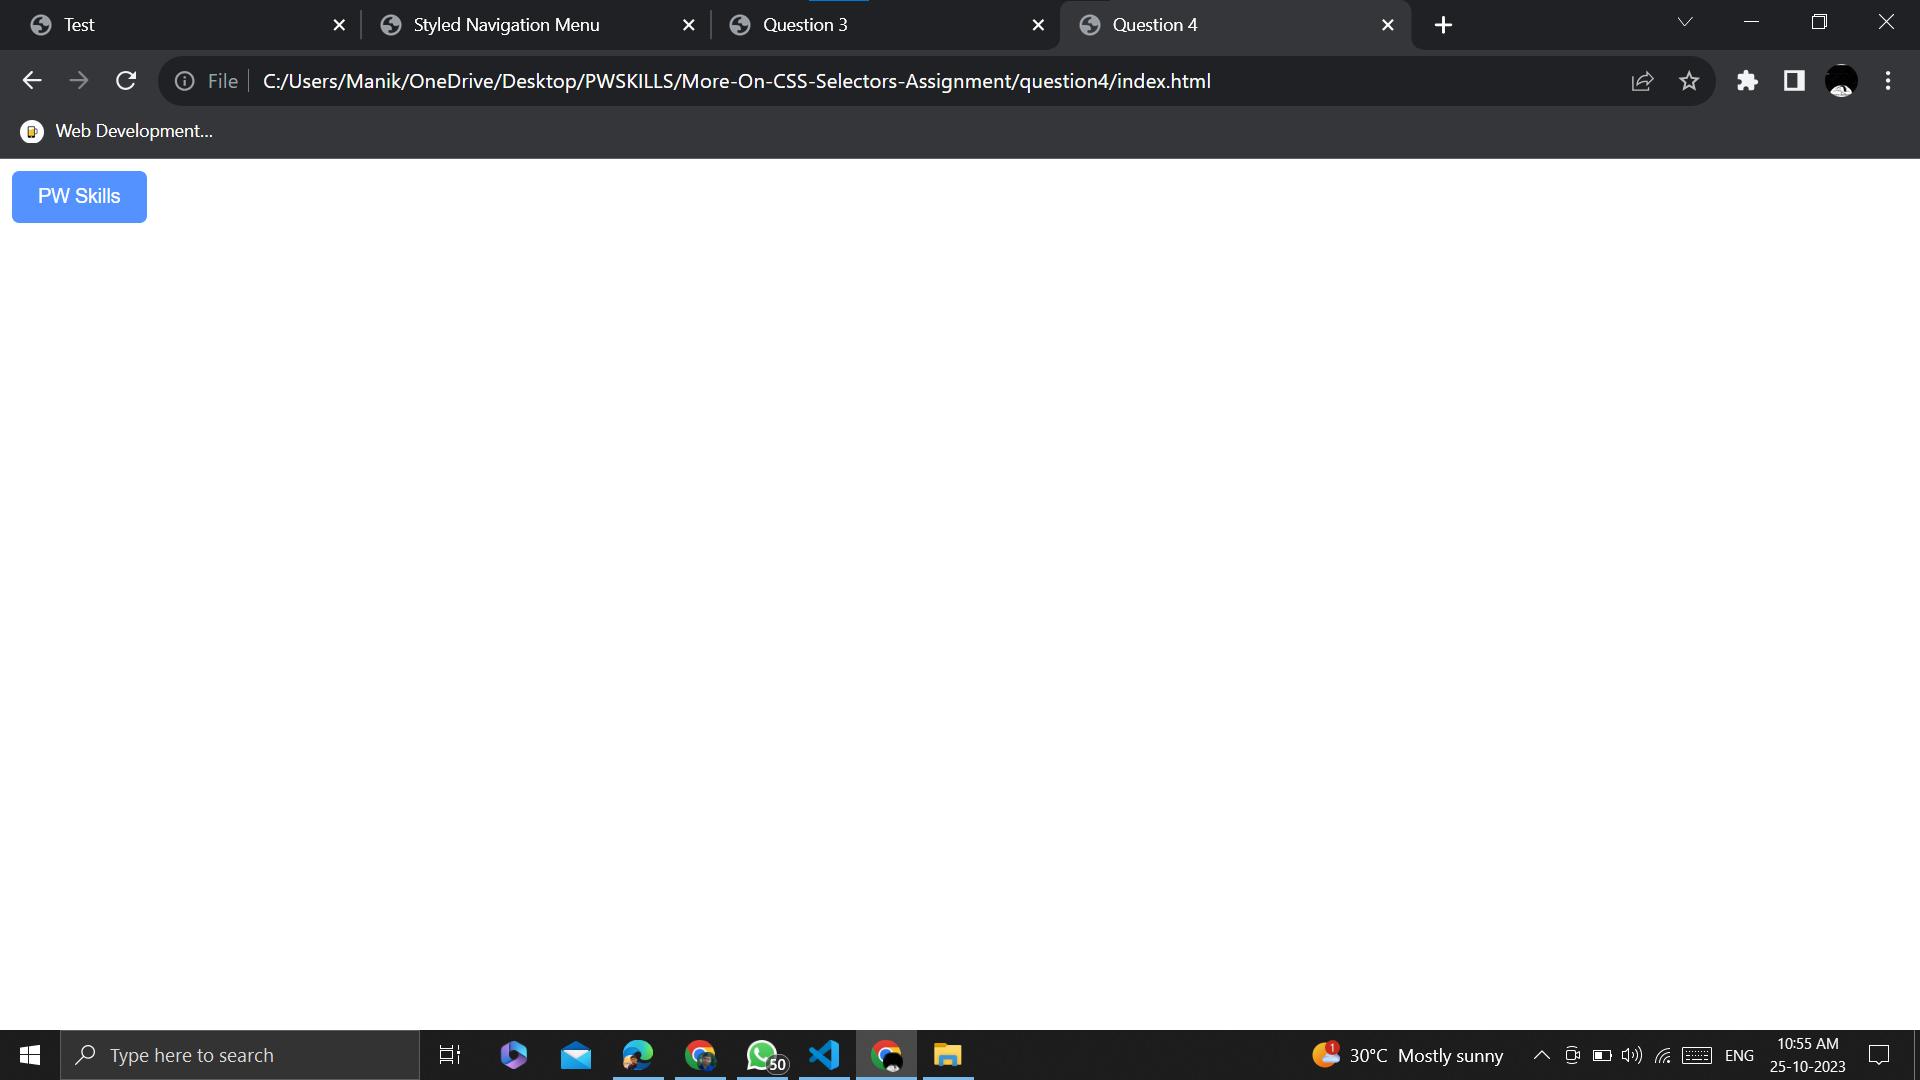 Test
Styled Navigation Menu
Question 3
Question 4
File
C:/Users/Manik/OneDrive/Desktop/PWSKILLS/More-On-CSS-Selectors-Assignment/question4/index.html
Web Development...
PW Skills
Type here to search
50
1
30°C Mostly sunny
ENG
10:55 AM
25-10-2023